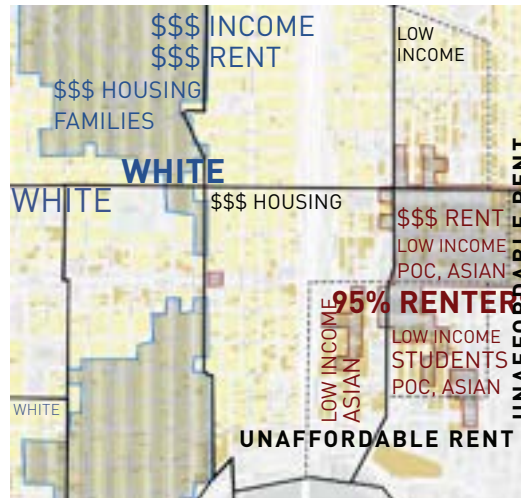 $$$ INCOME
$$$ RENT
$$$ HOUSING
FAMILIES
LOW
INCOME
WHITE
WHITE
$$$ HOUSING
$$$ RENT
LOW INCOME
POC, ASIAN
95% RENTER
LOW INCOME
STUDENTS
POC, ASIAN
LOW INCOME
ASIAN
WHITE
UNAFFORDABLE RENT
UNAFFORDABLE RENT